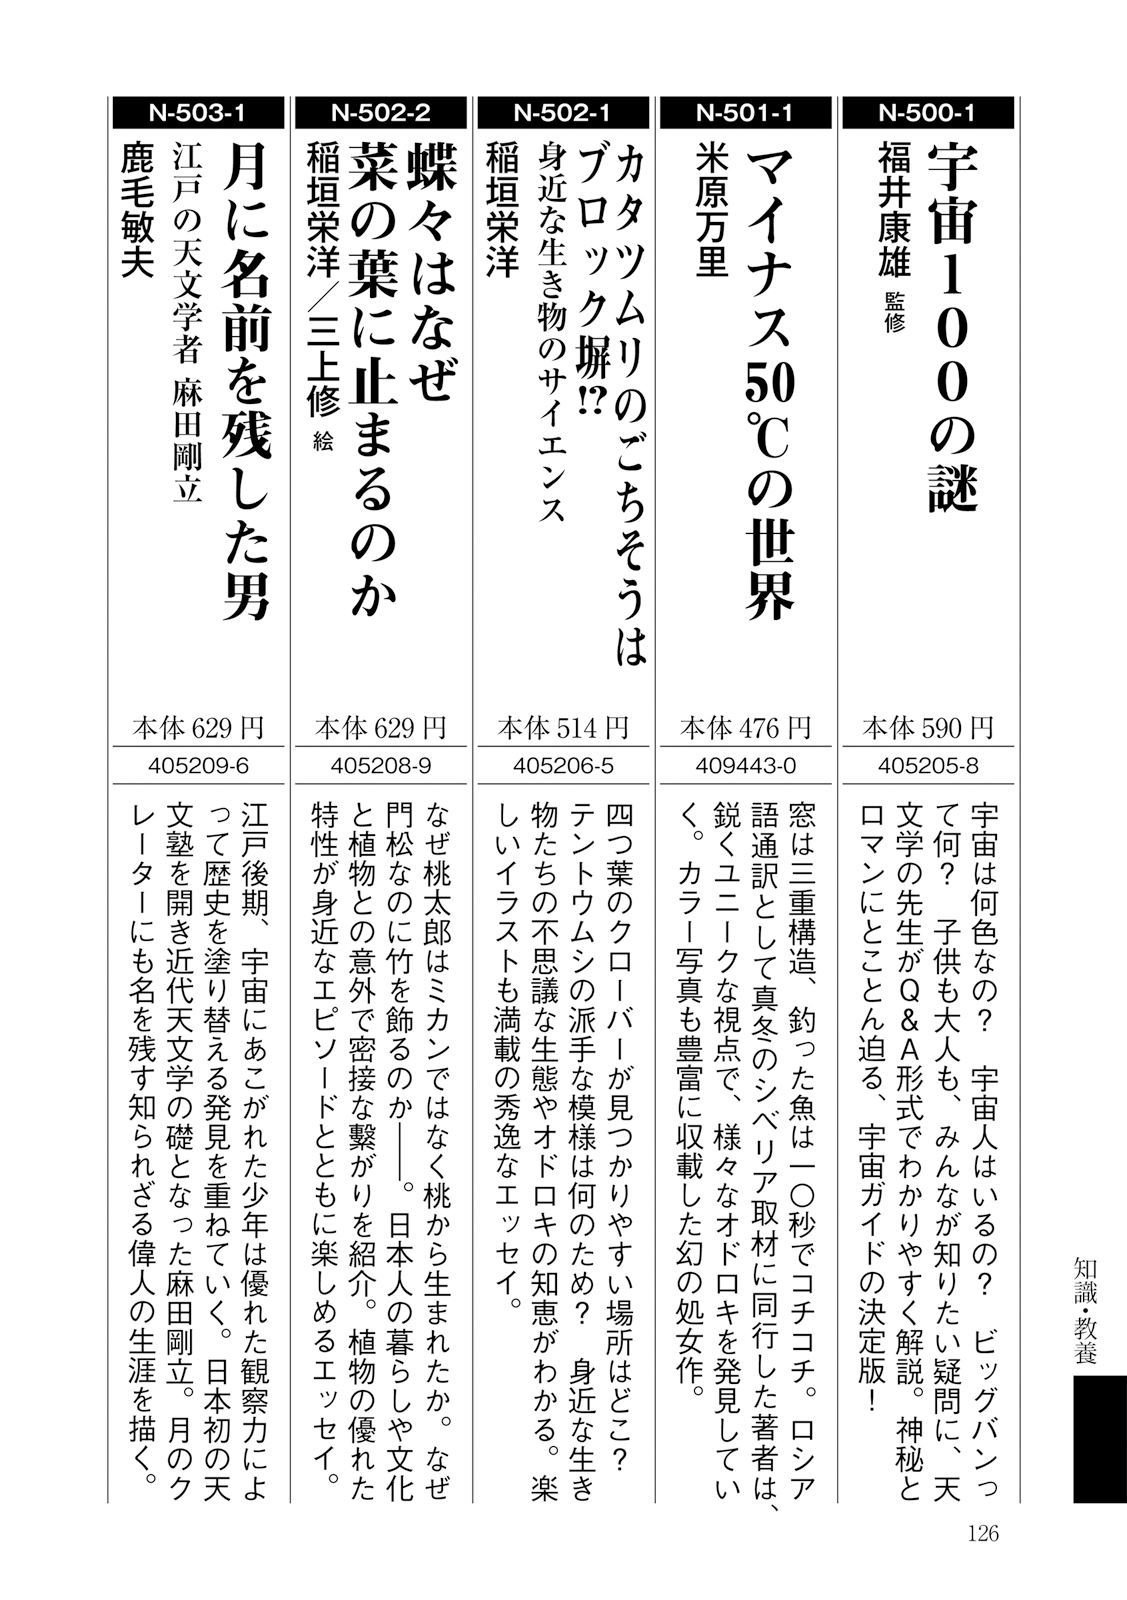 N-500-1
宇宙100の謎
福井康雄 監修
本体 590 円
405205-8
宇宙は何色なの？　宇宙人はいるの？　ビッグバンっ
て何？　子供も大人も、みんなが知りたい疑問に、天
文学の先生がQ&A形式でわかりやすく解説。神秘と
ロマンにとことん迫る、宇宙ガイドの決定版！
N-501-1
マイナス50℃の世界
米原万里
本体 476 円
409443-0
窓は三重構造、釣った魚は一〇秒でコチコチ。ロシア
語通訳として真冬のシベリア取材に同行した著者は、
鋭くユニークな視点で、様々なオドロキを発見してい
く。カラー写真も豊富に収載した幻の処女作。
N-502-1
カタツムリのごちそうは
ブロック塀!?
身近な生き物のサイエンス
稲垣栄洋
本体 514 円
405206-5
四つ葉のクローバーが見つかりやすい場所はどこ？
テントウムシの派手な模様は何のため？　身近な生き
物たちの不思議な生態やオドロキの知恵がわかる。楽
しいイラストも満載の秀逸なエッセイ。
N-502-2
蝶々はなぜ
菜の葉に止まるのか
稲垣栄洋／三上修 絵
本体 629 円
405208-9
なぜ桃太郎はミカンではなく桃から生まれたか。なぜ
門松なのに竹を飾るのか――。日本人の暮らしや文化
と植物との意外で密接な繫がりを紹介。植物の優れた
特性が身近なエピソードとともに楽しめるエッセイ。
N-503-1
月に名前を残した男
江戸の天文学者 麻田剛立
鹿毛敏夫
本体 629 円
405209-6
江戸後期、宇宙にあこがれた少年は優れた観察力によ
って歴史を塗り替える発見を重ねていく。日本初の天
文塾を開き近代天文学の礎となった麻田剛立。月のク
レーターにも名を残す知られざる偉人の生涯を描く。
知識・教養
126